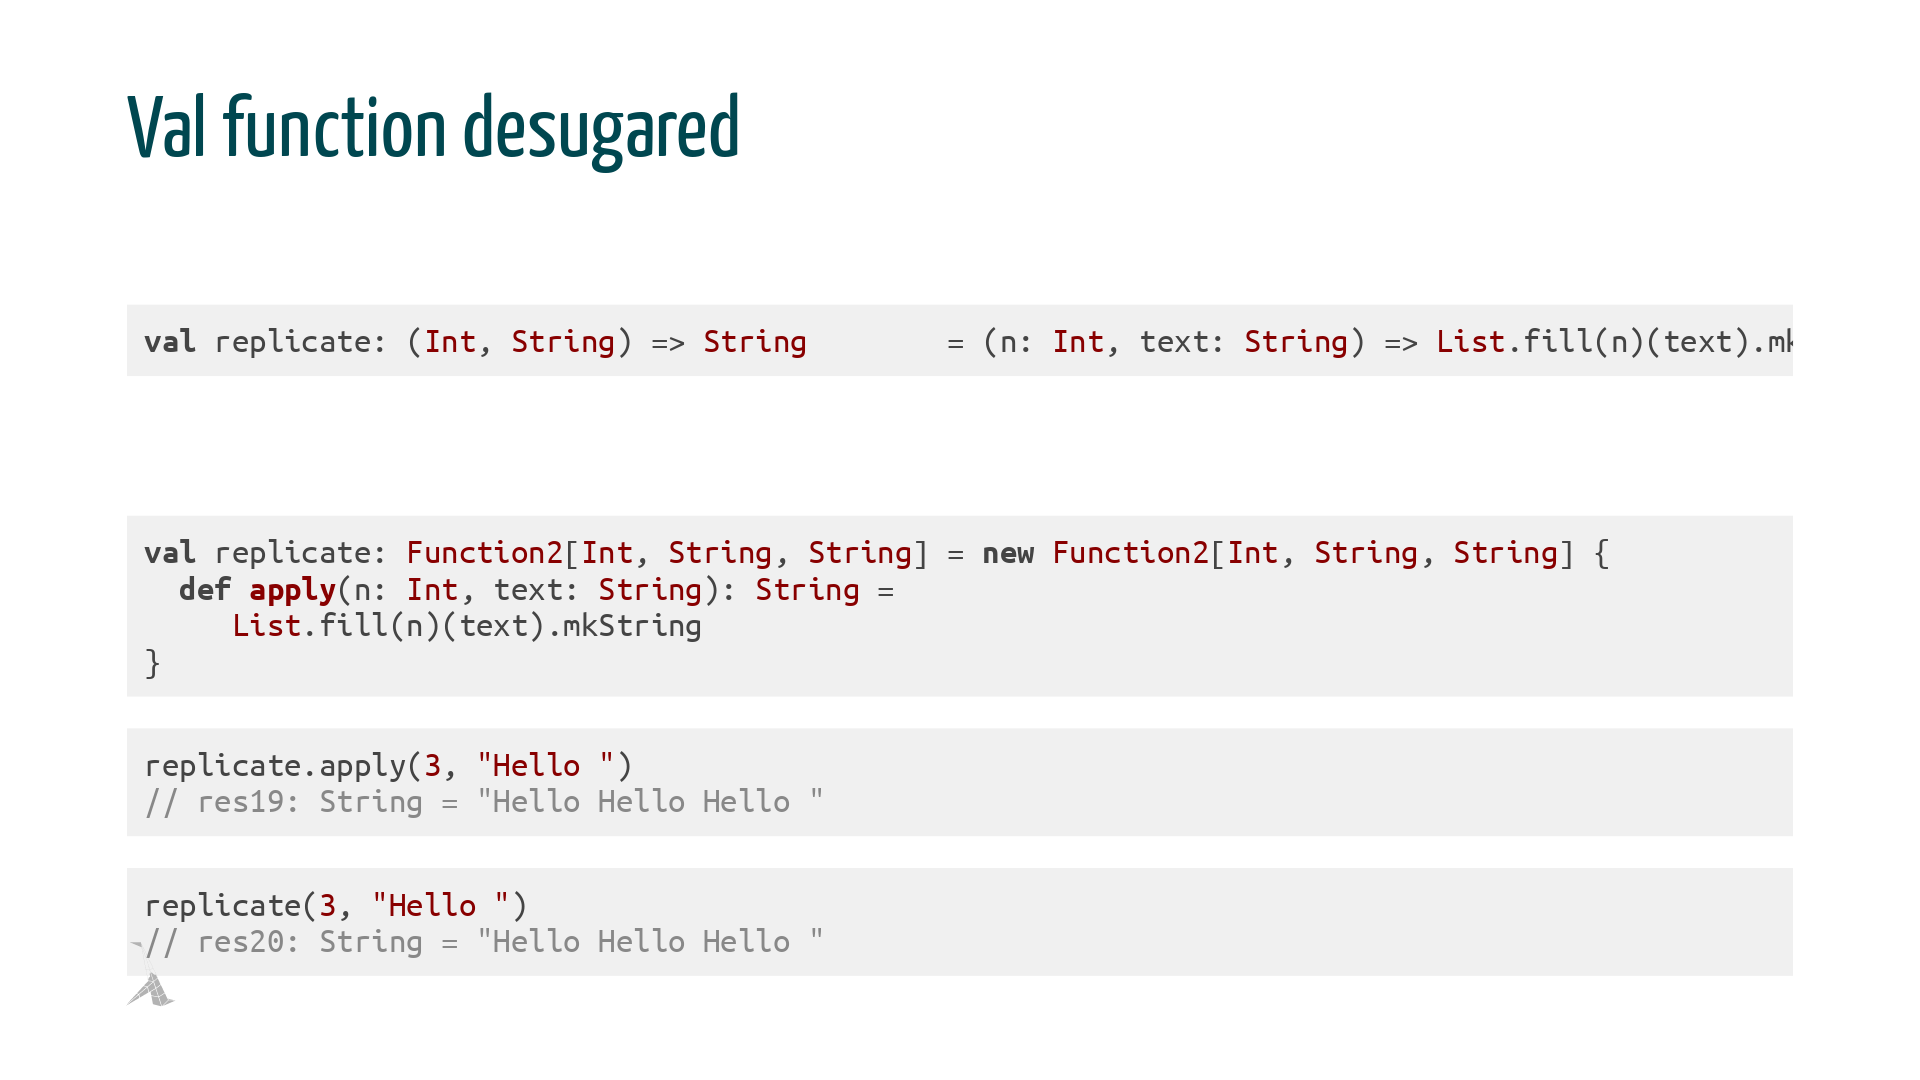 Val function desugared
val replicate: (Int, String) => String        = (n: Int, text: String) => List.fill(n)(text).mk
val replicate: Function2[Int, String, String] = new Function2[Int, String, String] {
  def apply(n: Int, text: String): String =
     List.fill(n)(text).mkString
}
replicate.apply(3, "Hello ")
// res19: String = "Hello Hello Hello "
replicate(3, "Hello ")
// res20: String = "Hello Hello Hello "